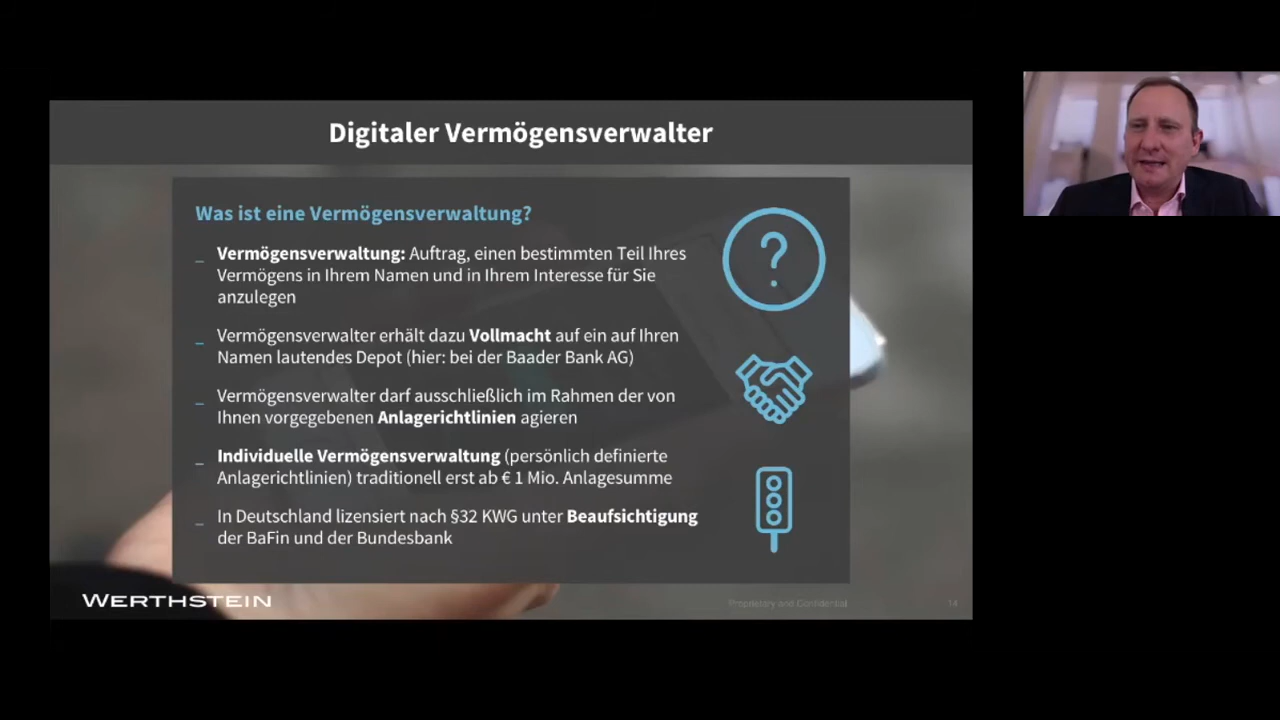 Digitaler Vermögensverwalter
Was ist eine Vermögensverwaltung?
_ Vermögensverwaltung: Auftrag, einen bestimmten Teil Ihres
Vermögens in Ihrem Namen und in Ihrem Interesse für Sie
anzulegen
_ Vermögensverwalter erhält dazu Vollmacht auf ein auf Ihren
Namen lautendes Depot (hier: bei der Baader Bank AG)
_ Vermögensverwalter darf ausschließlich im Rahmen der von
Ihnen vorgegebenen Anlagerichtlinien agieren
_ Individuelle Vermögensverwaltung (persönlich definierte
Anlagerichtlinien) traditionell erst ab € 1 Mio. Anlagesumme
_ In Deutschland lizensiert nach §32 KWG unter Beaufsichtigung
der BaFin und der Bundesbank
?
WERTHSTEIN
Proprietary and Confidential
14